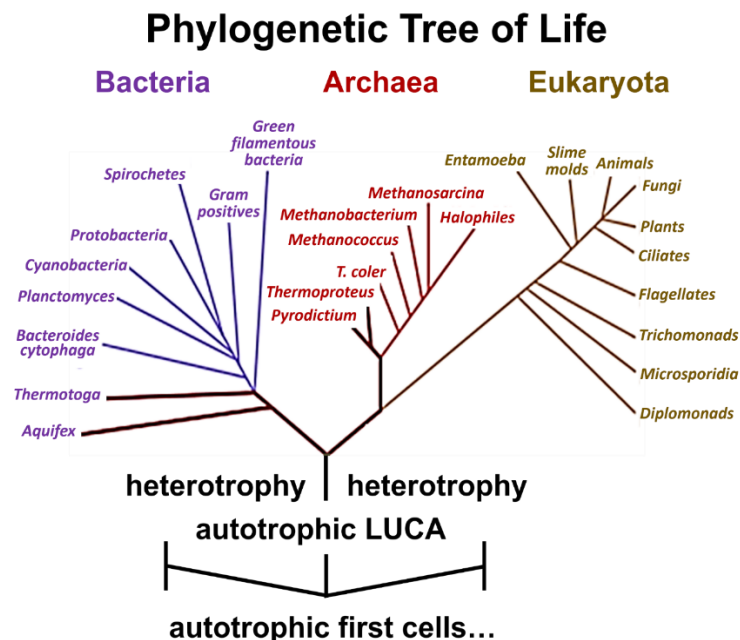 Phylogenetic Tree of Life
Bacteria
Archaea
Eukaryota
Green
filamentous
bacteria
Spirochetes
Gram
positives
Protobacteria
Cyanobacteria
Planctomyces
Bacteroides
cytophaga
Thermotoga
Aquifex
Methanosarcina
Methanobacterium
Halophiles
Methanococcus
T. coler
Thermoproteus
Pyrodictium
Entamoeba
Slime
molds
Animals
Fungi
Plants
Ciliates
Flagellates
Trichomonads
Microsporidia
Diplomonads
heterotrophy
heterotrophy
autotrophic LUCA
autotrophic first cells...